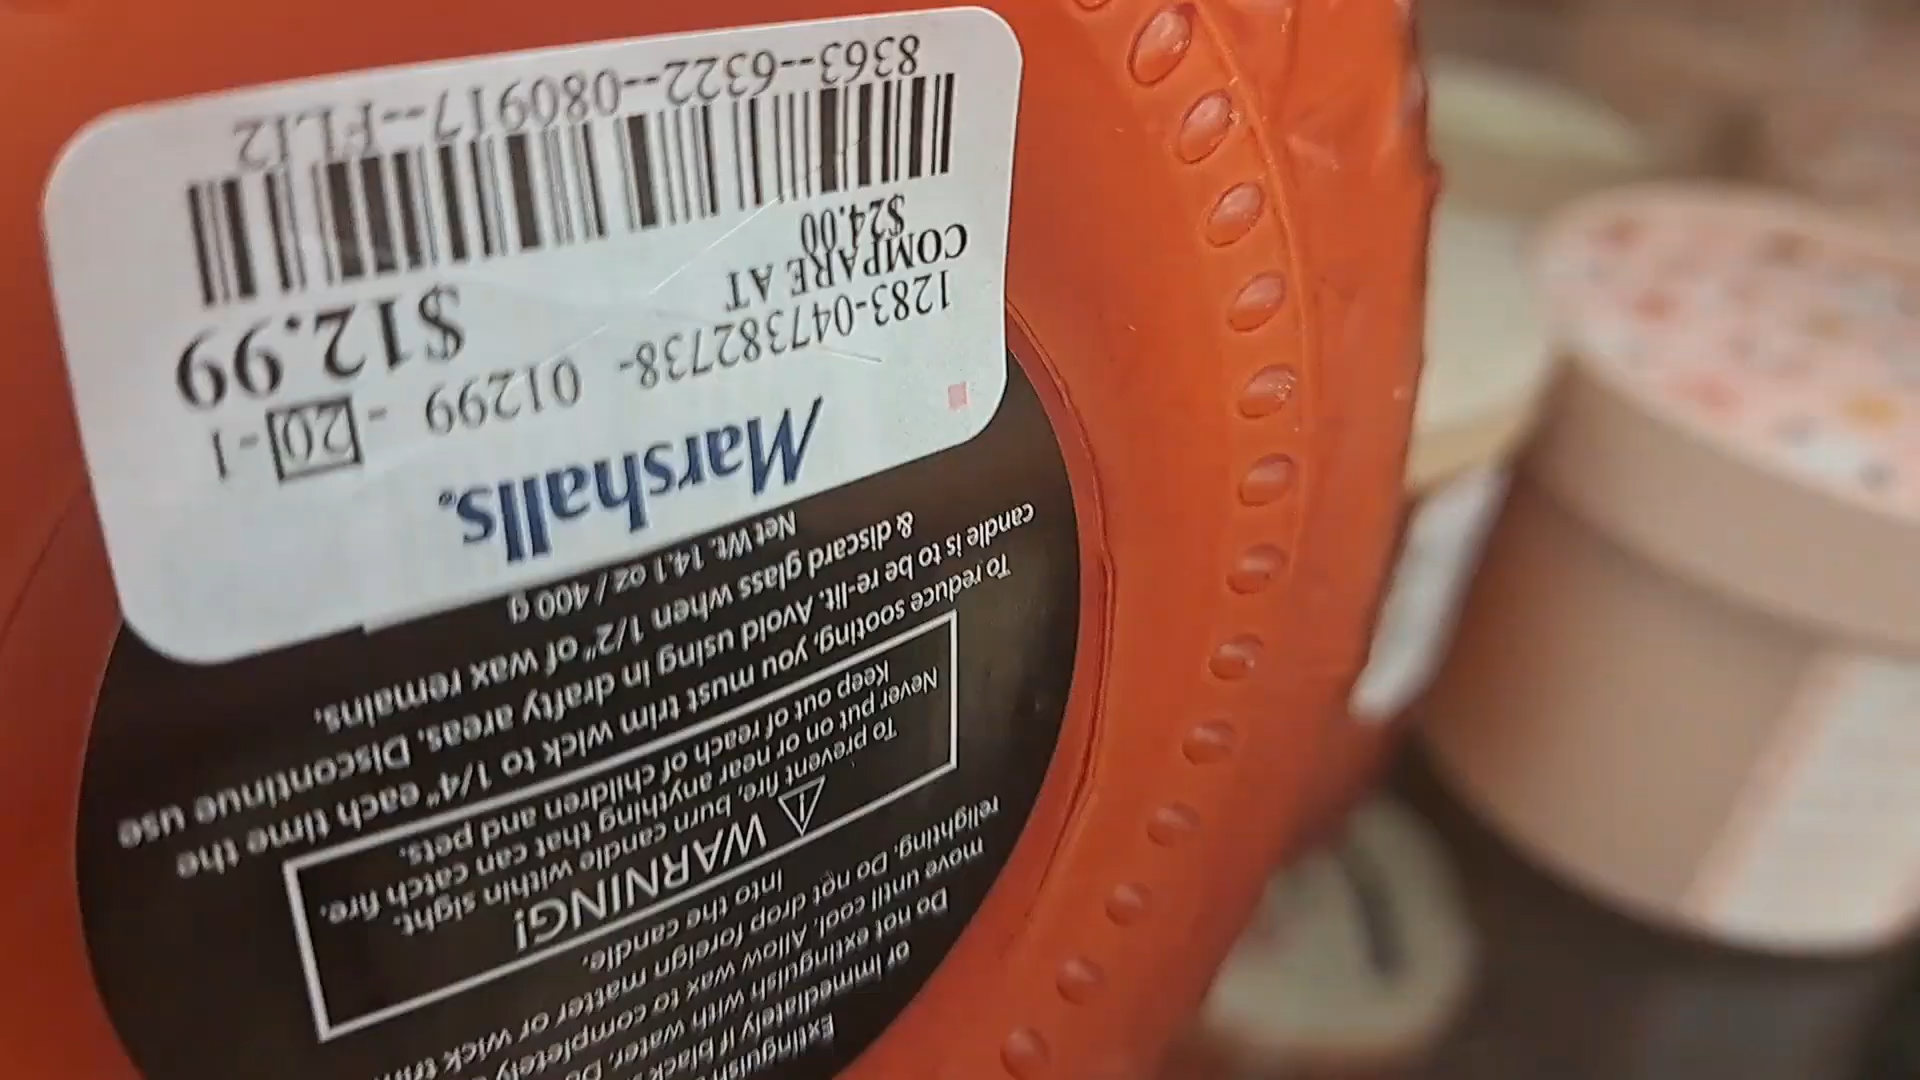 Extinguish
or immediately if black
Do not extinguish with water.
move until cool. Allow wax to completely
relighting. Do not drop foreign matter or wick
into the candle.
WARNING!
To prevent fire, burn candle within sight.
Never put on or near anything that can catch fire.
Keep out of reach of children and pets.
To reduce sooting, you must trim wick to 1/4" each time the
candle is to be re-lit. Avoid using in drafty areas. Discontinue use
& discard glass when 1/2" of wax remains.
Net Wt. 14.1 oz / 400 g
Marshalls®
1283-047382738- 01299 - 20-1
COMPARE AT
$24.00
$12.99
8363--6322--080917--FL12